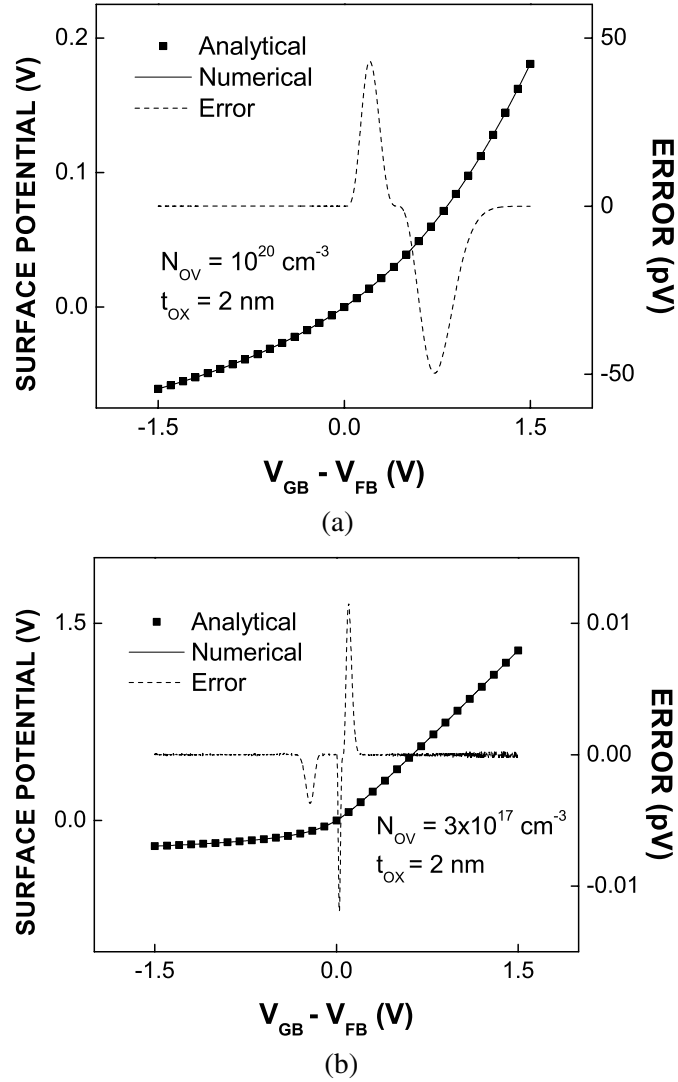 0.2
0.1
0.0
SURFACE POTENTIAL (V)
Analytical
Numerical
Error
N_OV = 10^20 cm^-3
t_OX = 2 nm
50
0
-50
ERROR (pV)
-1.5 0.0 1.5
V_GB - V_FB (V)
(a)
1.5
0.0
SURFACE POTENTIAL (V)
Analytical
Numerical
Error
N_OV = 3x10^17 cm^-3
t_OX = 2 nm
0.01
0.00
-0.01
ERROR (pV)
-1.5 0.0 1.5
V_GB - V_FB (V)
(b)